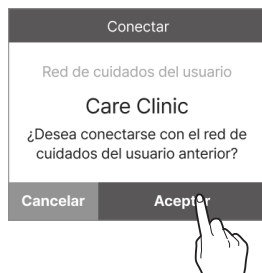 Conectar
Red de cuidados del usuario
Care Clinic
¿Desea conectarse con el red de
cuidados del usuario anterior?
Cancelar
Aceptar